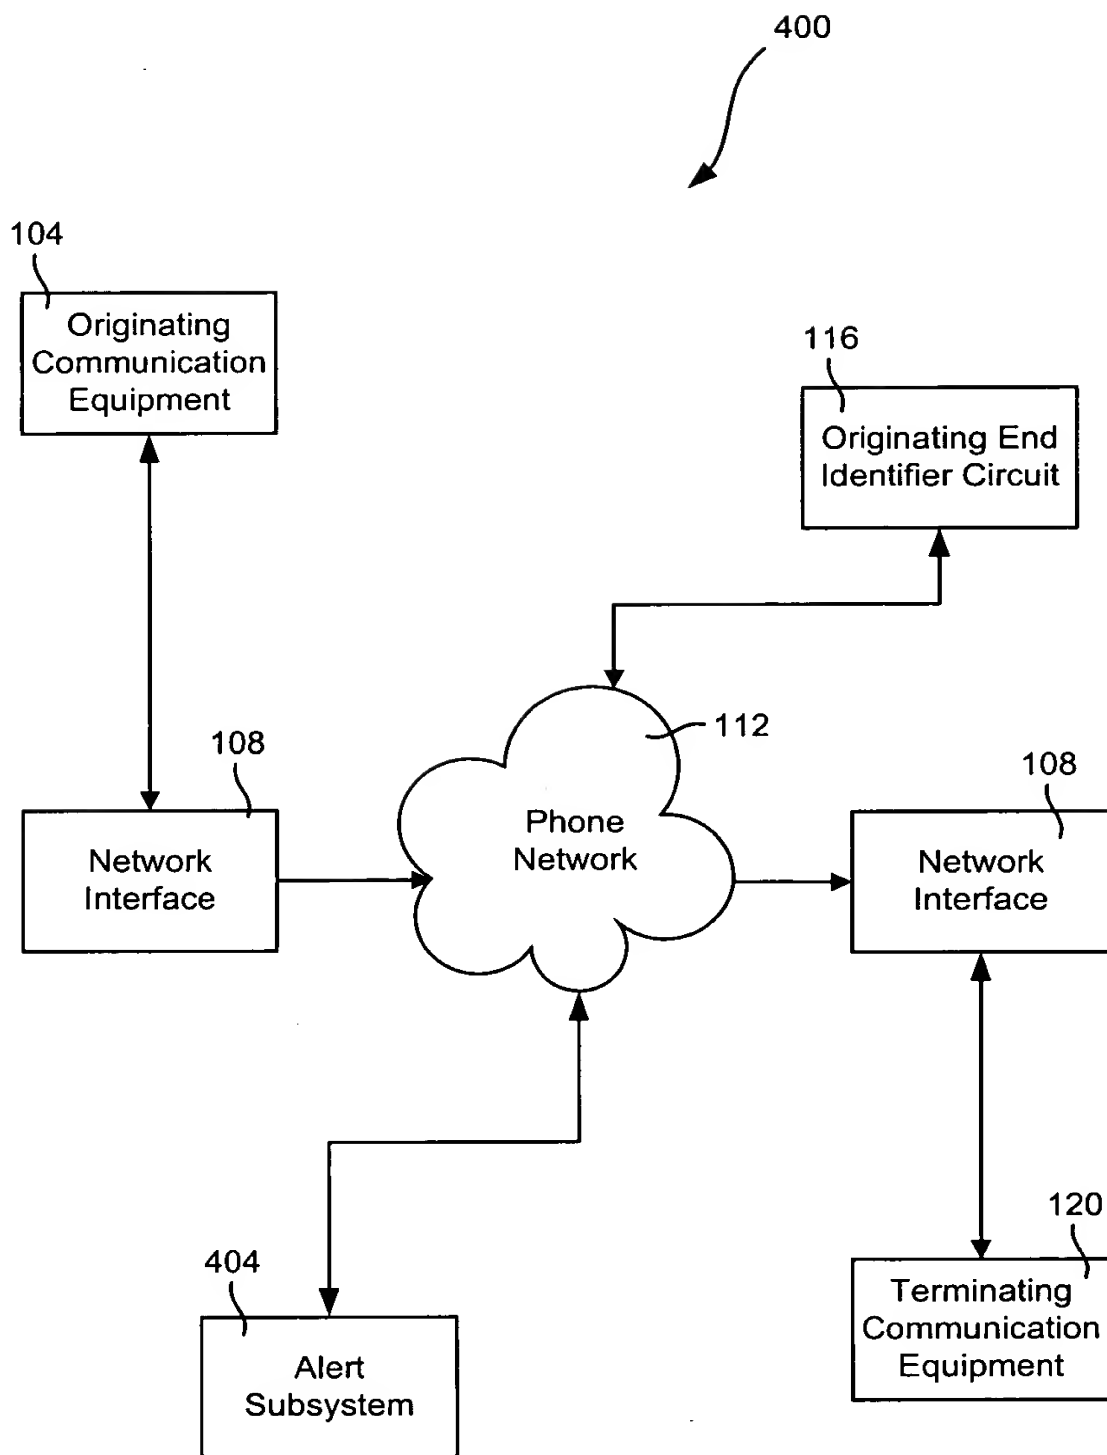 400
104
Originating
Communication
Equipment
116
Originating End
Identifier Circuit
112
108
Phone
Network
108
Network
Interface
Network
Interface
404
Alert
Subsystem
120
Terminating
Communication
Equipment